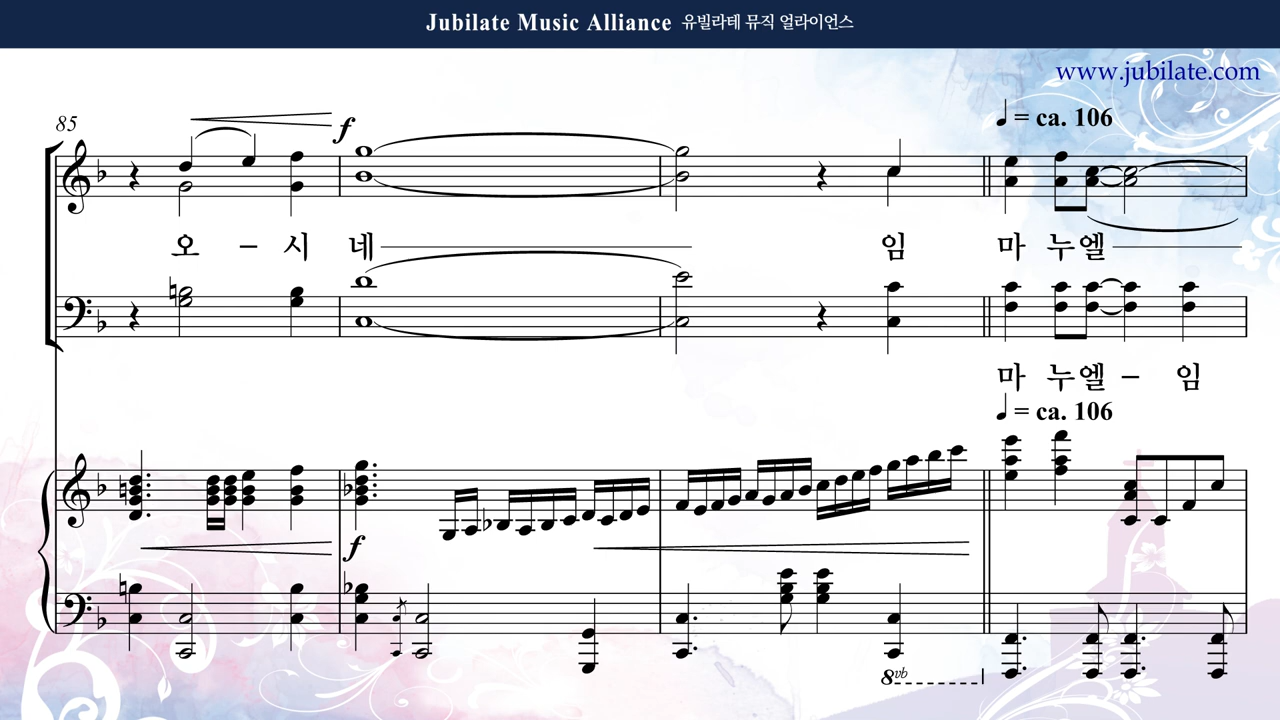 Jubilate Music Alliance 유빌라테 뮤직 얼라이언스
www.jubilate.com
♩ = ca. 106
85
f
오 – 시 네 임 마 누 엘
마 누 엘 – 임
♩ = ca. 106
f
8vb